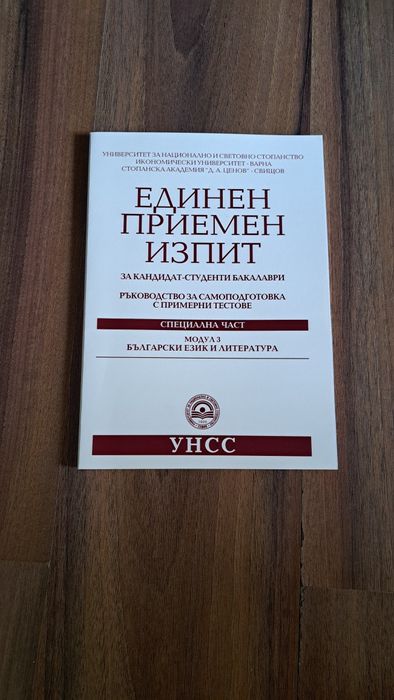 УНИВЕРСИТЕТ ЗА НАЦИОНАЛНО И СВЕТОВНО СТОПАНСТВО
ИКОНОМИЧЕСКИ УНИВЕРСИТЕТ - ВАРНА
СТОПАНСКА АКАДЕМИЯ "Д. А. ЦЕНОВ" - СВИЩОВ
ЕДИНЕН
ПРИЕМЕН
ИЗПИТ
ЗА КАНДИДАТ-СТУДЕНТИ БАКАЛАВРИ
РЪКОВОДСТВО ЗА САМОПОДГОТОВКА
С ПРИМЕРНИ ТЕСТОВЕ
СПЕЦИАЛНА ЧАСТ
МОДУЛ 3
БЪЛГАРСКИ ЕЗИК И ЛИТЕРАТУРА
УНСС